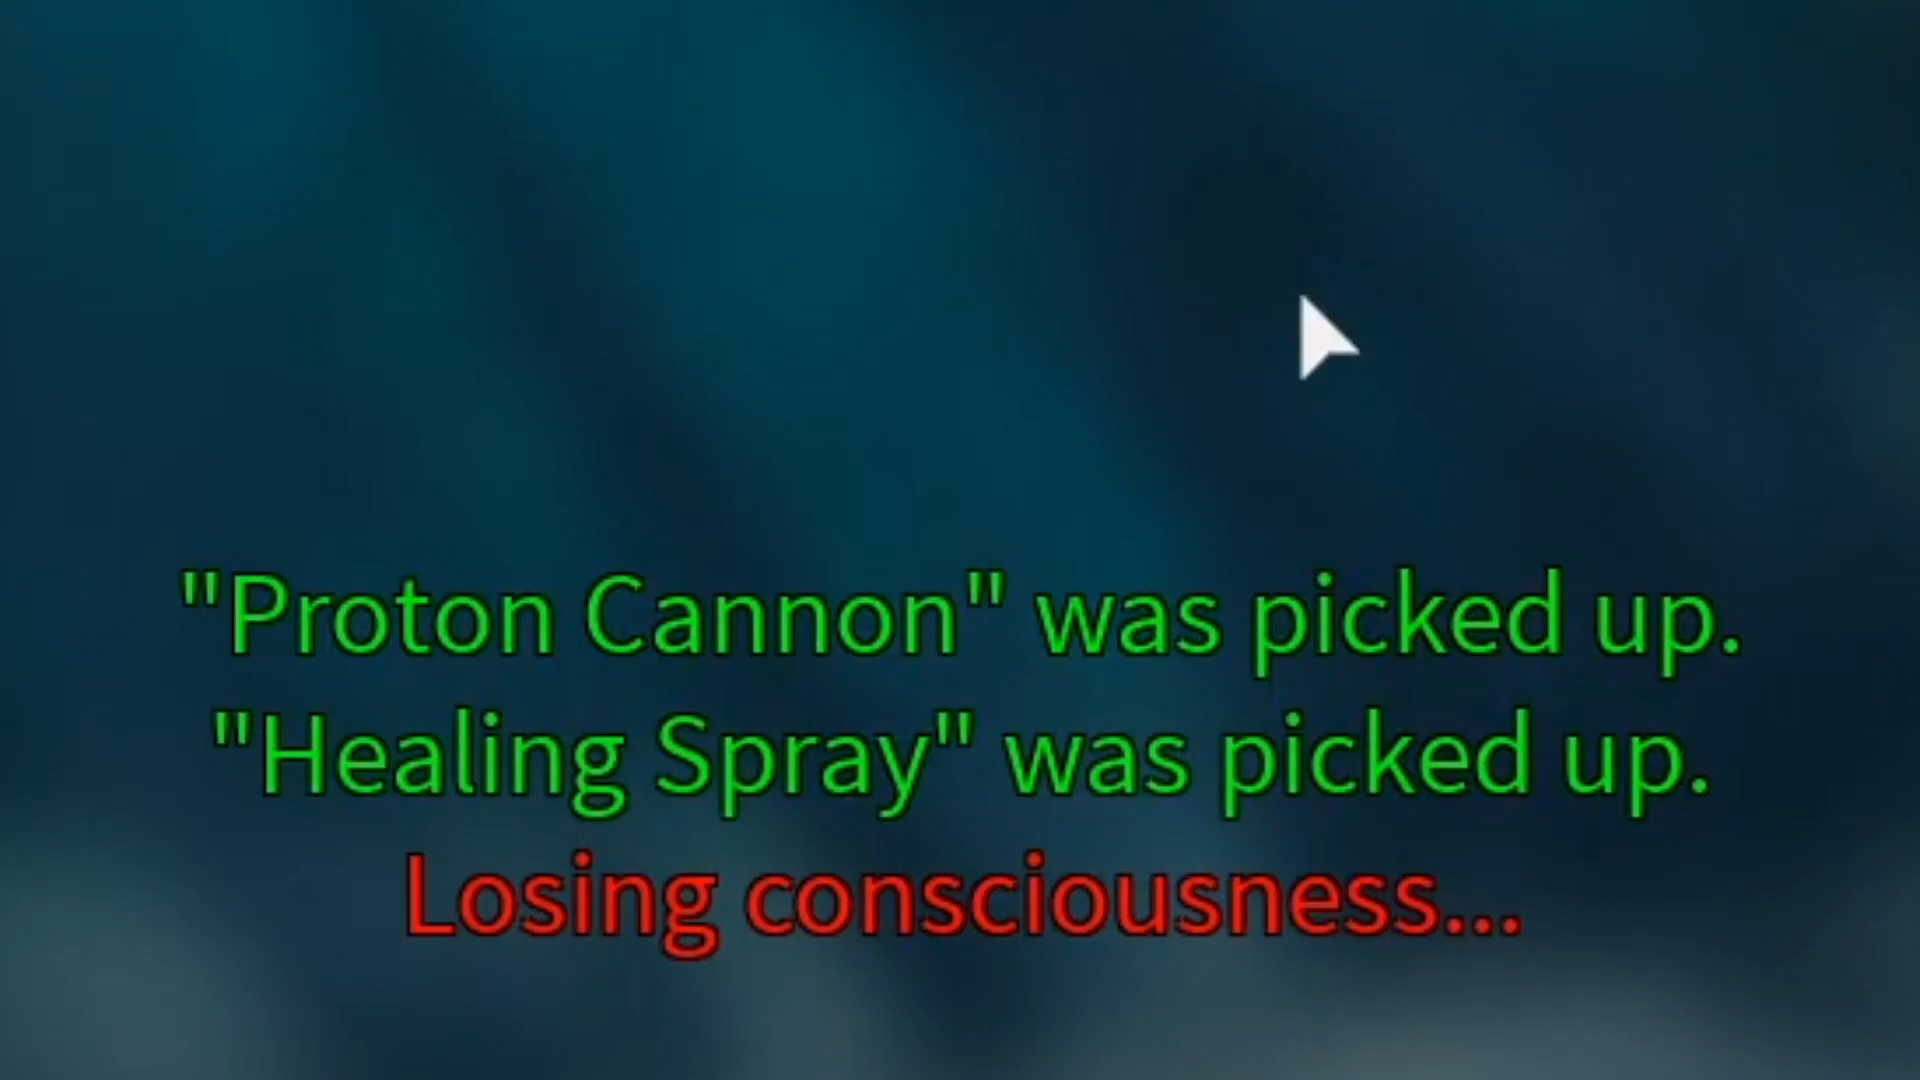 "Proton Cannon" was picked up.
"Healing Spray" was picked up.
Losing consciousness...